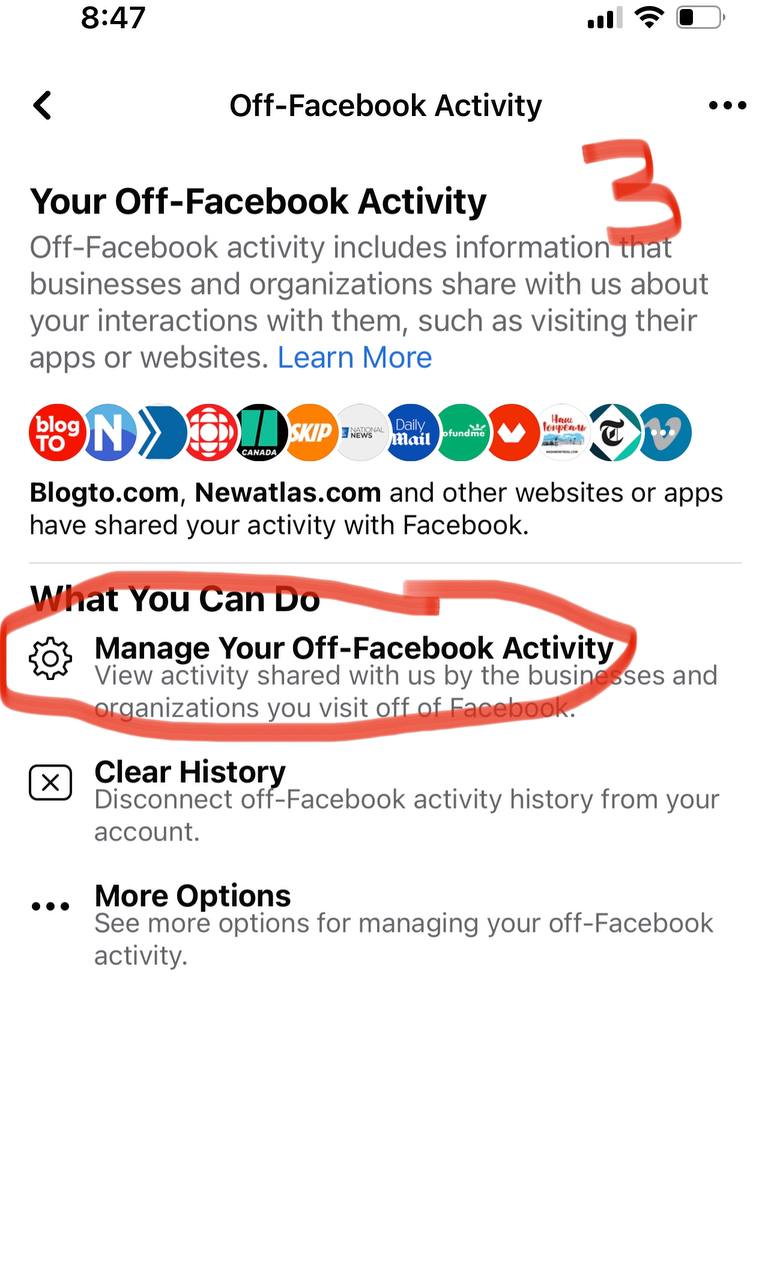 8:47
Off-Facebook Activity
3
Your Off-Facebook Activity
Off-Facebook activity includes information that
businesses and organizations share with us about
your interactions with them, such as visiting their
apps or websites. Learn More
blog
TO
N
CANADA
SKIP
NATIONAL
NEWS
Daily
Mail
ofundme
Наш
T
Blogto.com, Newatlas.com and other websites or apps
have shared your activity with Facebook.
What You Can Do
Manage Your Off-Facebook Activity
View activity shared with us by the businesses and
organizations you visit off of Facebook.
Clear History
Disconnect off-Facebook activity history from your
account.
More Options
See more options for managing your off-Facebook
activity.